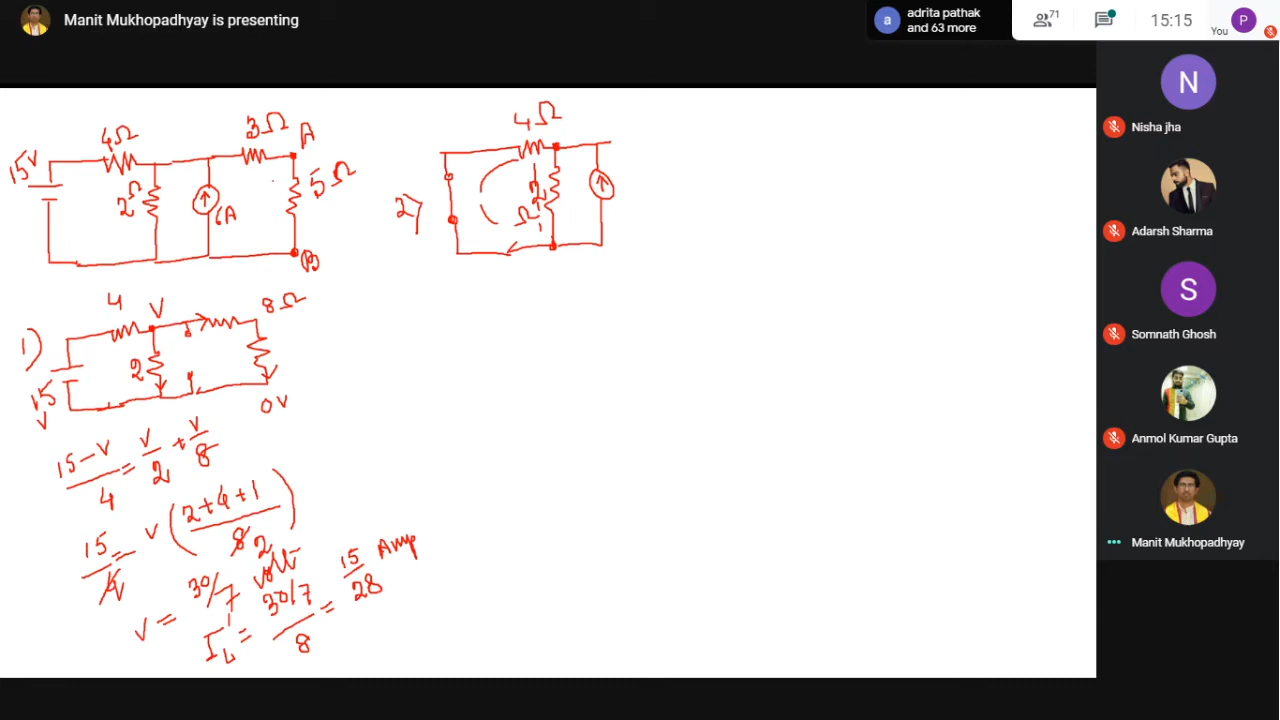 Manit Mukhopadhyay is presenting
a
adrita pathak
and 63 more
71
15:15
You
P
N
Nisha jha
Adarsh Sharma
S
Somnath Ghosh
Anmol Kumar Gupta
Manit Mukhopadhyay
15V
4Ω
2Ω
6A
3Ω
A
5Ω
B
2)
4Ω
2Ω
1)
15 V
4
V
2
8Ω
0V
15-V/4 = V/2 + V/8
15/4 = V (2+4+1/8 2)
V = 30/7 Volt
I'L = 30/7/8 = 15/28 Amp